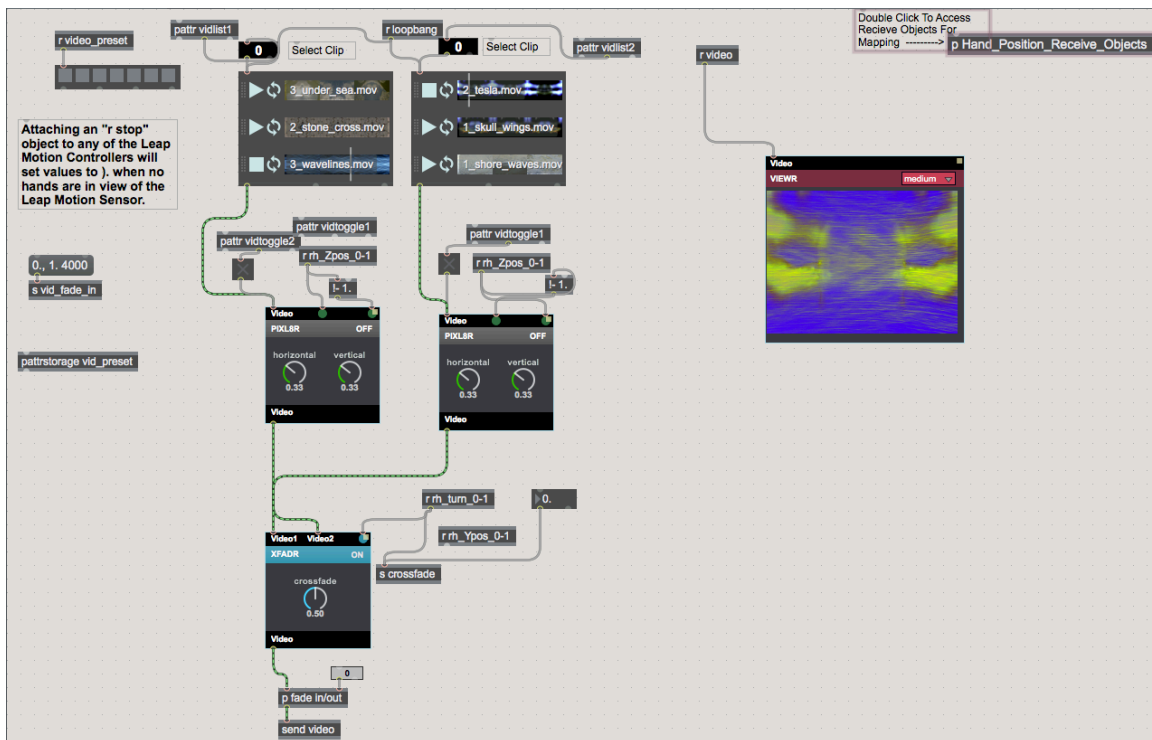 r video_preset
pattr vidlist1
0
Select Clip
r loopbang
0
Select Clip
pattr vidlist2
r video
Double Click To Access
Recieve Objects For
Mapping --------->
p Hand_Position_Receive_Objects
3_under_sea.mov
2_stone_cross.mov
3_wavelines.mov
2_tesla.mov
1_skull_wings.mov
1_shore_waves.mov
Attaching an "r stop"
object to any of the Leap
Motion Controllers will
set values to ). when no
hands are in view of the
Leap Motion Sensor.
Video
VIEWR
medium
pattr vidtoggle1
pattr vidtoggle2
r rh_Zpos_0-1
!- 1.
pattr vidtoggle1
r rh_Zpos_0-1
!- 1.
0., 1. 4000
s vid_fade_in
pattrstorage vid_preset
Video
PIXL8R
OFF
horizontal
vertical
0.33
0.33
Video
Video
PIXL8R
OFF
horizontal
vertical
0.33
0.33
Video
r rh_turn_0-1
0.
r rh_Ypos_0-1
s crossfade
Video1
Video2
XFADR
ON
crossfade
0.50
Video
0
p fade in/out
send video